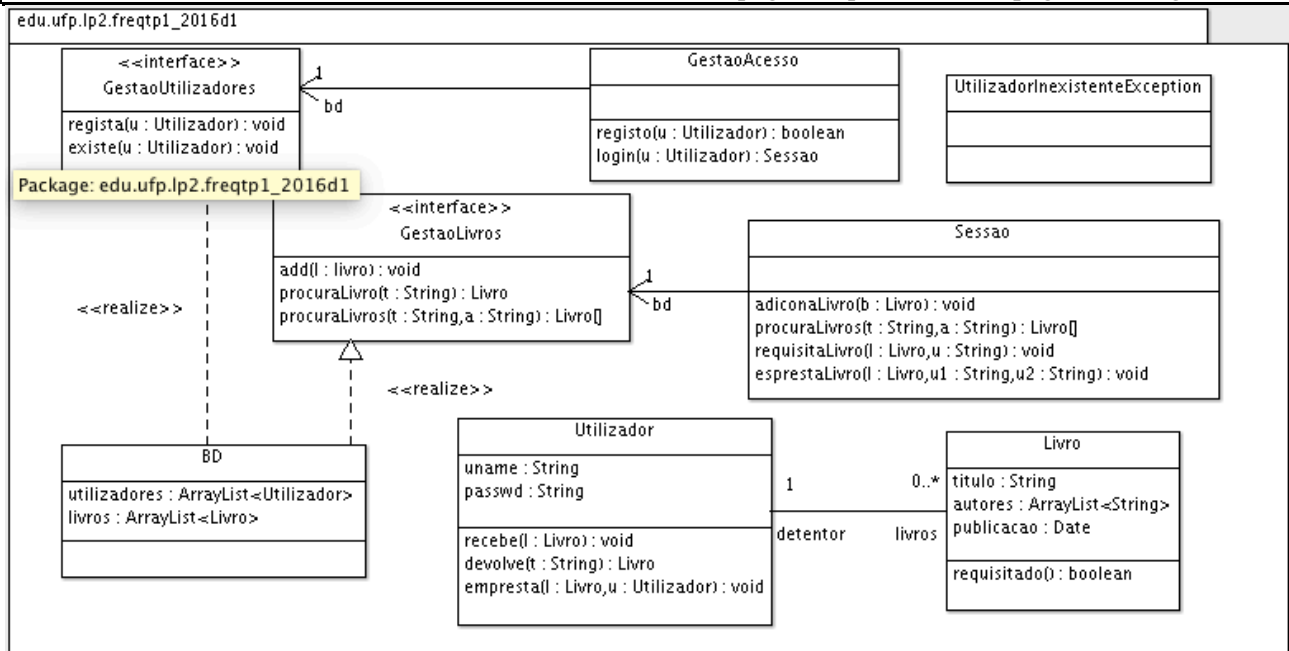 edu.ufp.lp2.freqtp1_2016d1
<<interface>>
GestaoUtilizadores
regista(u : Utilizador) : void
existe(u : Utilizador) : void
1
bd
GestaoAcesso
registo(u : Utilizador) : boolean
login(u : Utilizador) : Sessao
UtilizadorInexistenteException
Package: edu.ufp.lp2.freqtp1_2016d1
<<interface>>
GestaoLivros
add(l : livro) : void
procuraLivro(t : String) : Livro
procuraLivros(t : String,a : String) : Livro[]
1
bd
Sessao
adiconaLivro(b : Livro) : void
procuraLivros(t : String,a : String) : Livro[]
requisitaLivro(l : Livro,u : String) : void
esprestaLivro(l : Livro,u1 : String,u2 : String) : void
<<realize>>
<<realize>>
BD
utilizadores : ArrayList<Utilizador>
livros : ArrayList<Livro>
Utilizador
uname : String
passwd : String
recebe(l : Livro) : void
devolve(t : String) : Livro
empresta(l : Livro,u : Utilizador) : void
1
detentor
0..*
livros
Livro
titulo : String
autores : ArrayList<String>
publicacao : Date
requisitado() : boolean